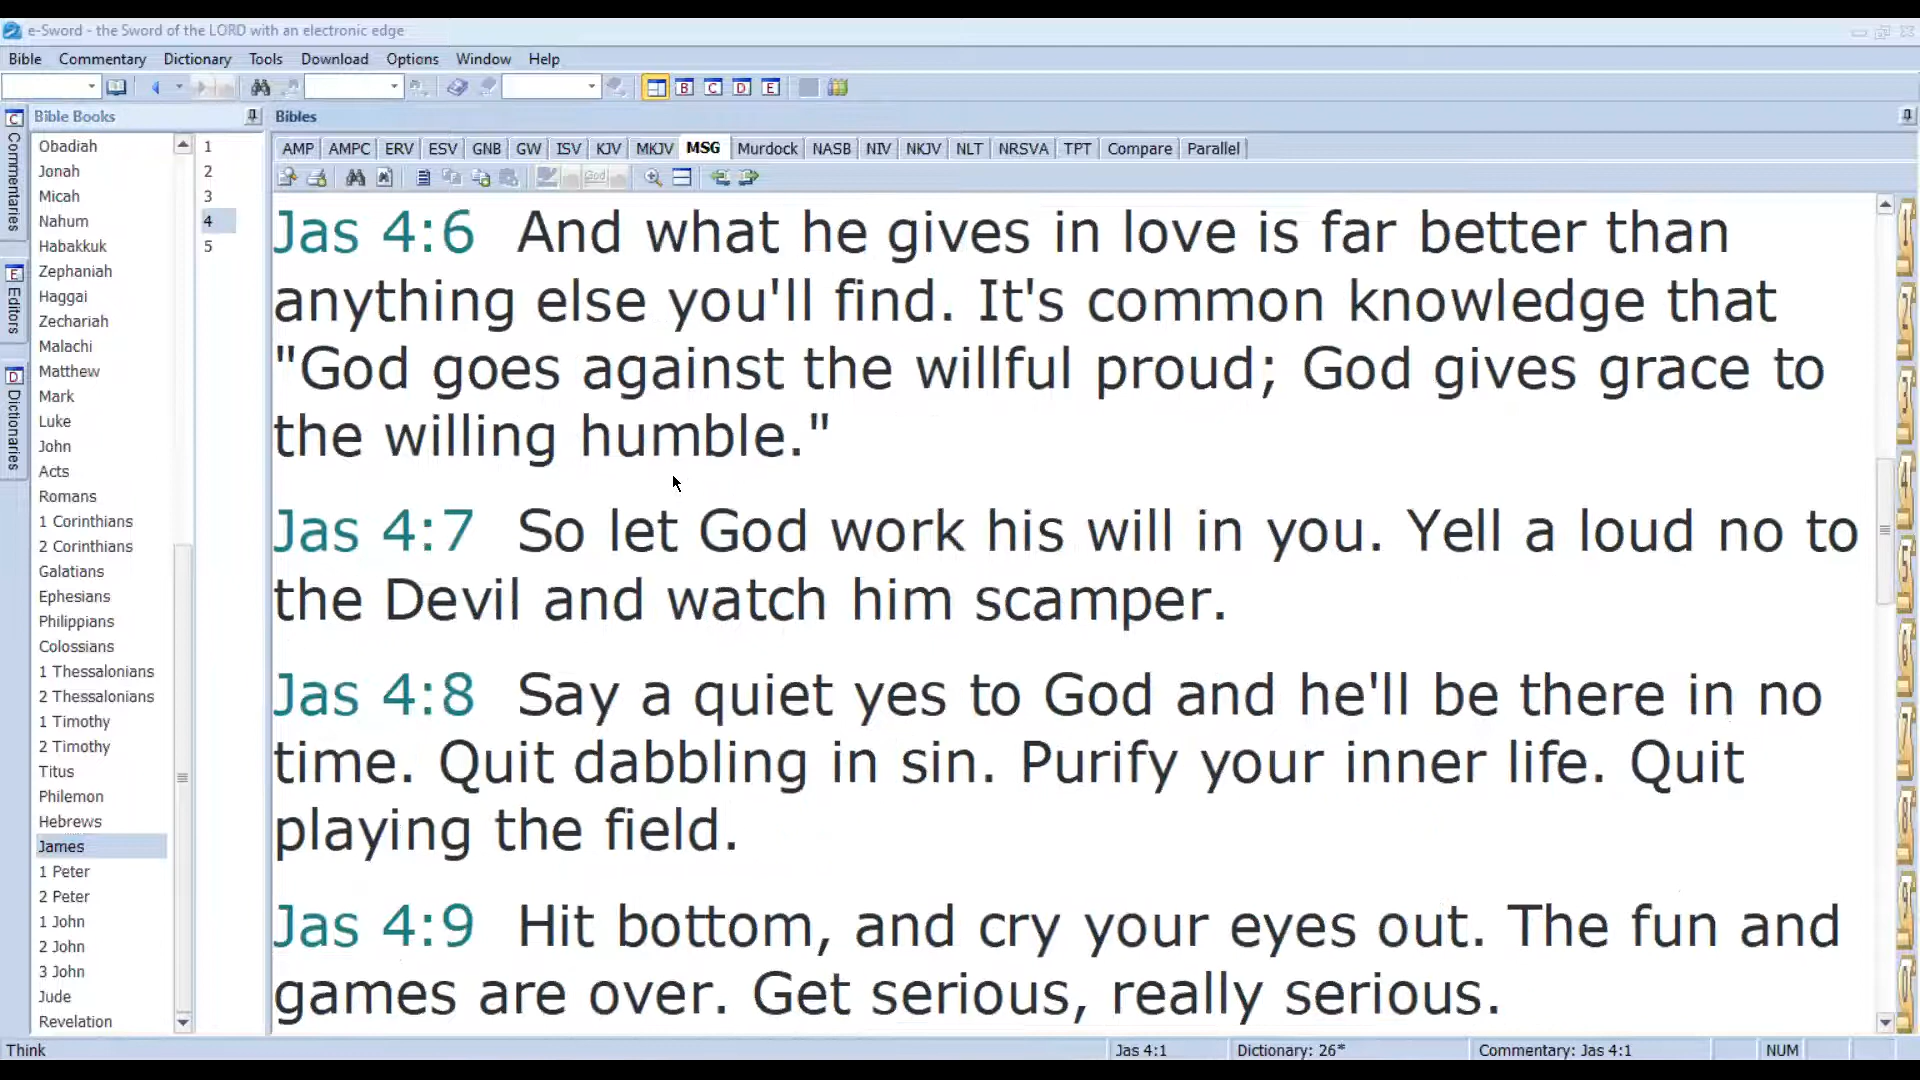 e-Sword - the Sword of the LORD with an electronic edge
Bible Commentary Dictionary Tools Download Options Window Help
B C D E
C Commentaries
E Editors
D Dictionaries
Bible Books
Obadiah
Jonah
Micah
Nahum
Habakkuk
Zephaniah
Haggai
Zechariah
Malachi
Matthew
Mark
Luke
John
Acts
Romans
1 Corinthians
2 Corinthians
Galatians
Ephesians
Philippians
Colossians
1 Thessalonians
2 Thessalonians
1 Timothy
2 Timothy
Titus
Philemon
Hebrews
James
1 Peter
2 Peter
1 John
2 John
3 John
Jude
Revelation
1
2
3
4
5
Bibles
AMP AMPC ERV ESV GNB GW ISV KJV MKJV MSG Murdock NASB NIV NKJV NLT NRSVA TPT Compare Parallel
God
Jas 4:6 And what he gives in love is far better than
anything else you'll find. It's common knowledge that
"God goes against the willful proud; God gives grace to
the willing humble."
Jas 4:7 So let God work his will in you. Yell a loud no to
the Devil and watch him scamper.
Jas 4:8 Say a quiet yes to God and he'll be there in no
time. Quit dabbling in sin. Purify your inner life. Quit
playing the field.
Jas 4:9 Hit bottom, and cry your eyes out. The fun and
games are over. Get serious, really serious.
1
2
3
4
5
6
7
8
9
0
Think Jas 4:1 Dictionary: 26* Commentary: Jas 4:1 NUM